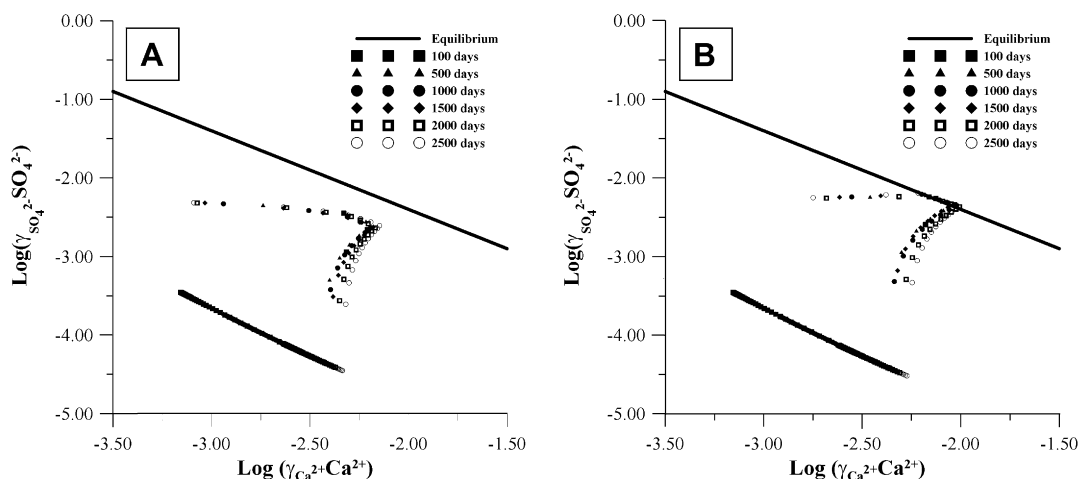 A
Equilibrium
100 days
500 days
1000 days
1500 days
2000 days
2500 days
0.00
-1.00
-2.00
-3.00
-4.00
-5.00
-3.50 -3.00 -2.50 -2.00 -1.50
Log(γSO₄²⁻SO₄²⁻)
Log (γCa²⁺Ca²⁺)
B
Equilibrium
100 days
500 days
1000 days
1500 days
2000 days
2500 days
0.00
-1.00
-2.00
-3.00
-4.00
-5.00
-3.50 -3.00 -2.50 -2.00 -1.50
Log(γSO₄²⁻SO₄²⁻)
Log (γCa²⁺Ca²⁺)